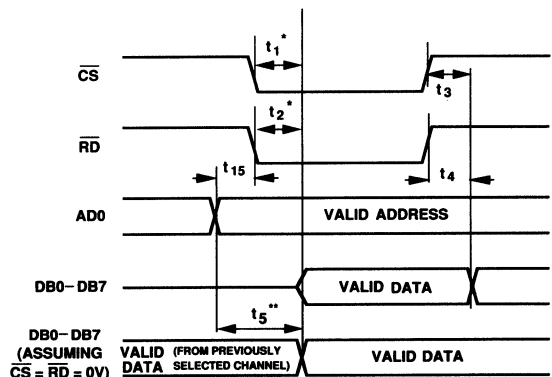 t1*
CS
t3
t2*
RD
t15
t4
AD0
VALID ADDRESS
DB0–DB7
VALID DATA
t5**
DB0–DB7
(ASSUMING
CS = RD = 0V)
VALID DATA
(FROM PREVIOUSLY
SELECTED CHANNEL)
VALID DATA